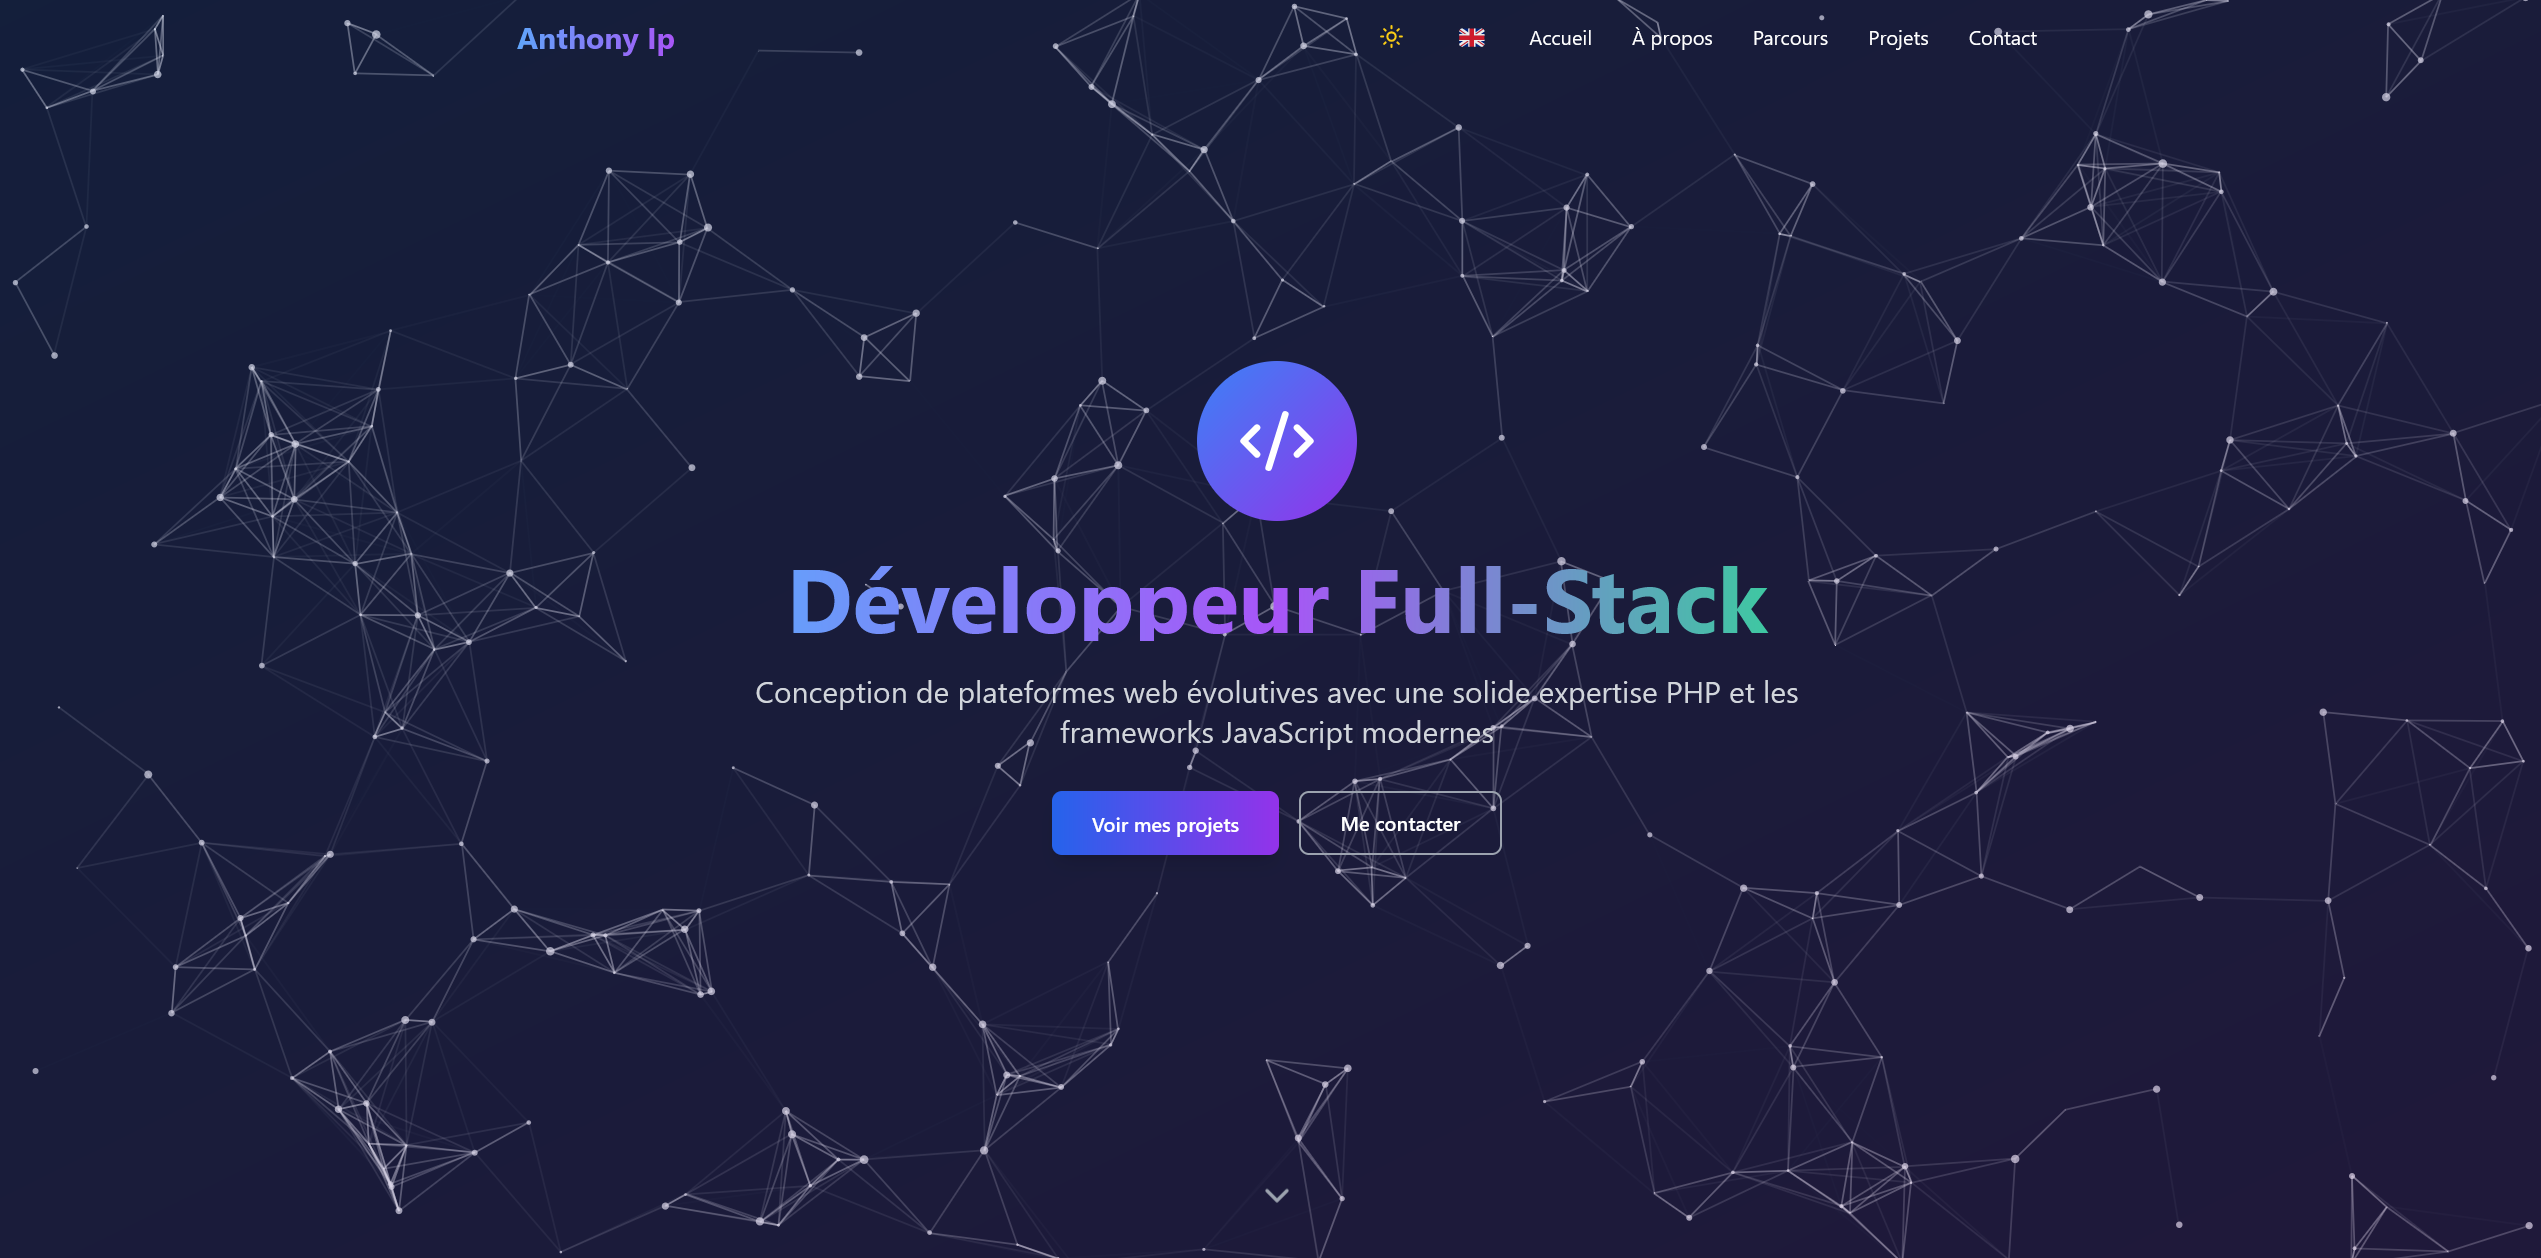 Anthony Ip
Accueil
À propos
Parcours
Projets
Contact
</>
Développeur Full-Stack
Conception de plateformes web évolutives avec une solide expertise PHP et les
frameworks JavaScript modernes
Voir mes projets
Me contacter